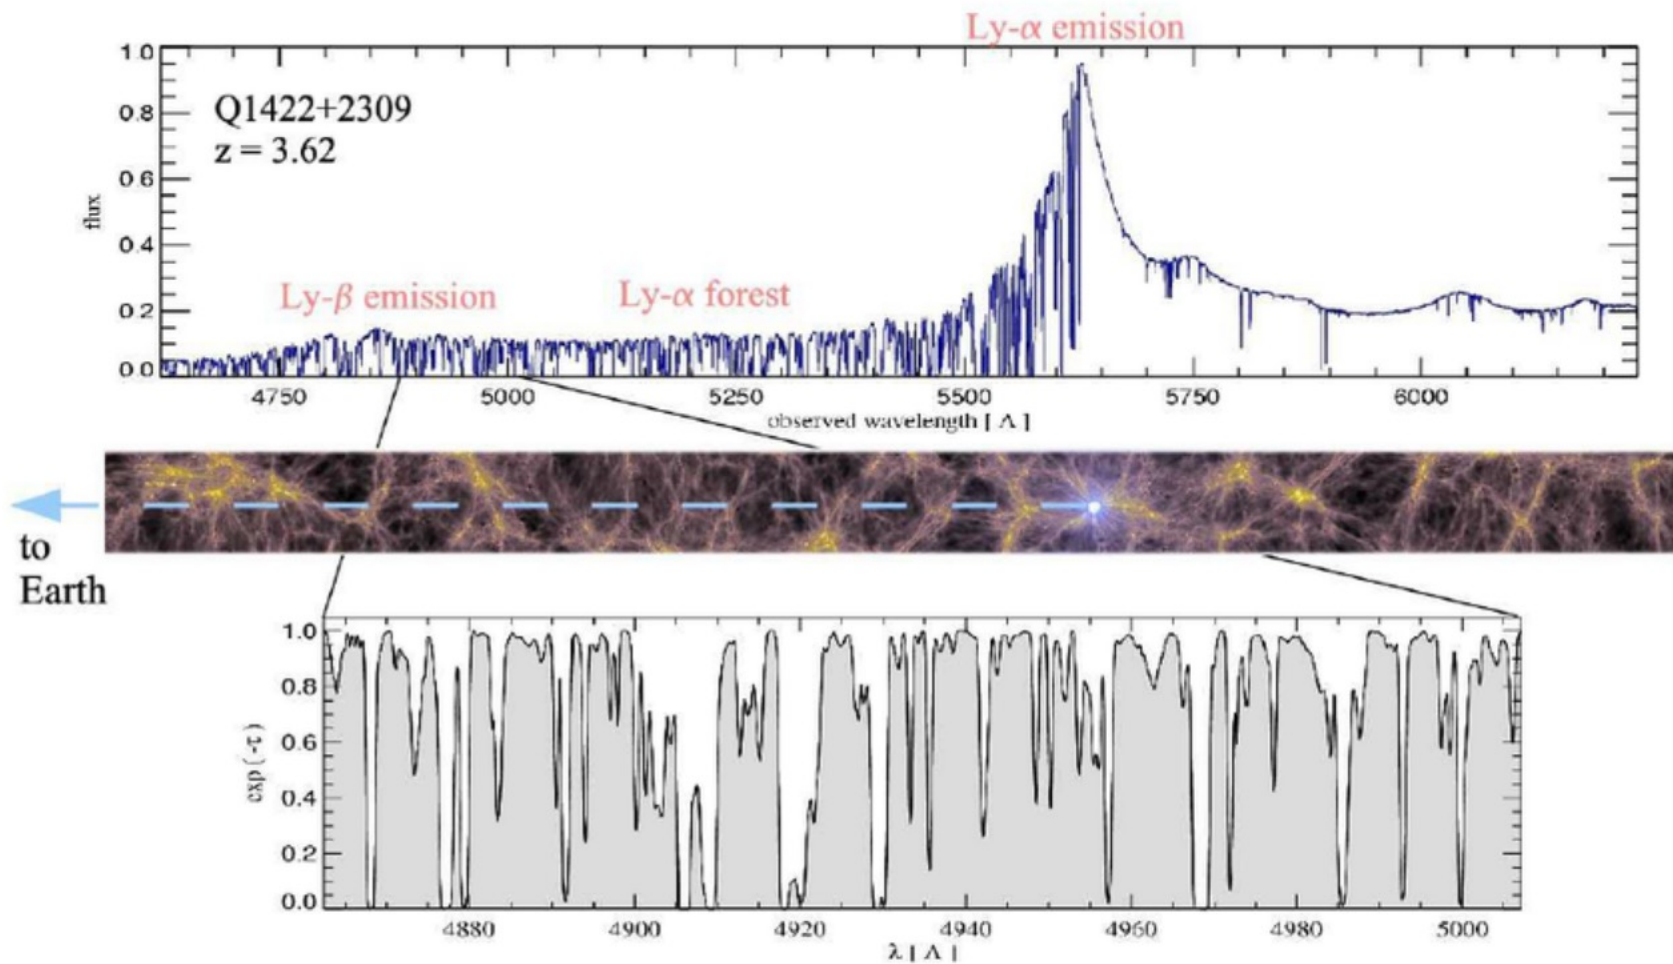 Ly-α emission
1.0
Q1422+2309
0.8
z = 3.62
0.6
flux
0.4
Ly-β emission
Ly-α forest
0.2
0.0
4750 5000 5250 5500 5750 6000
observed wavelength [ Λ ]
to
Earth
1.0
0.8
0.6
exp(-τ)
0.4
0.2
0.0
4880 4900 4920 4940 4960 4980 5000
λ [ Λ ]